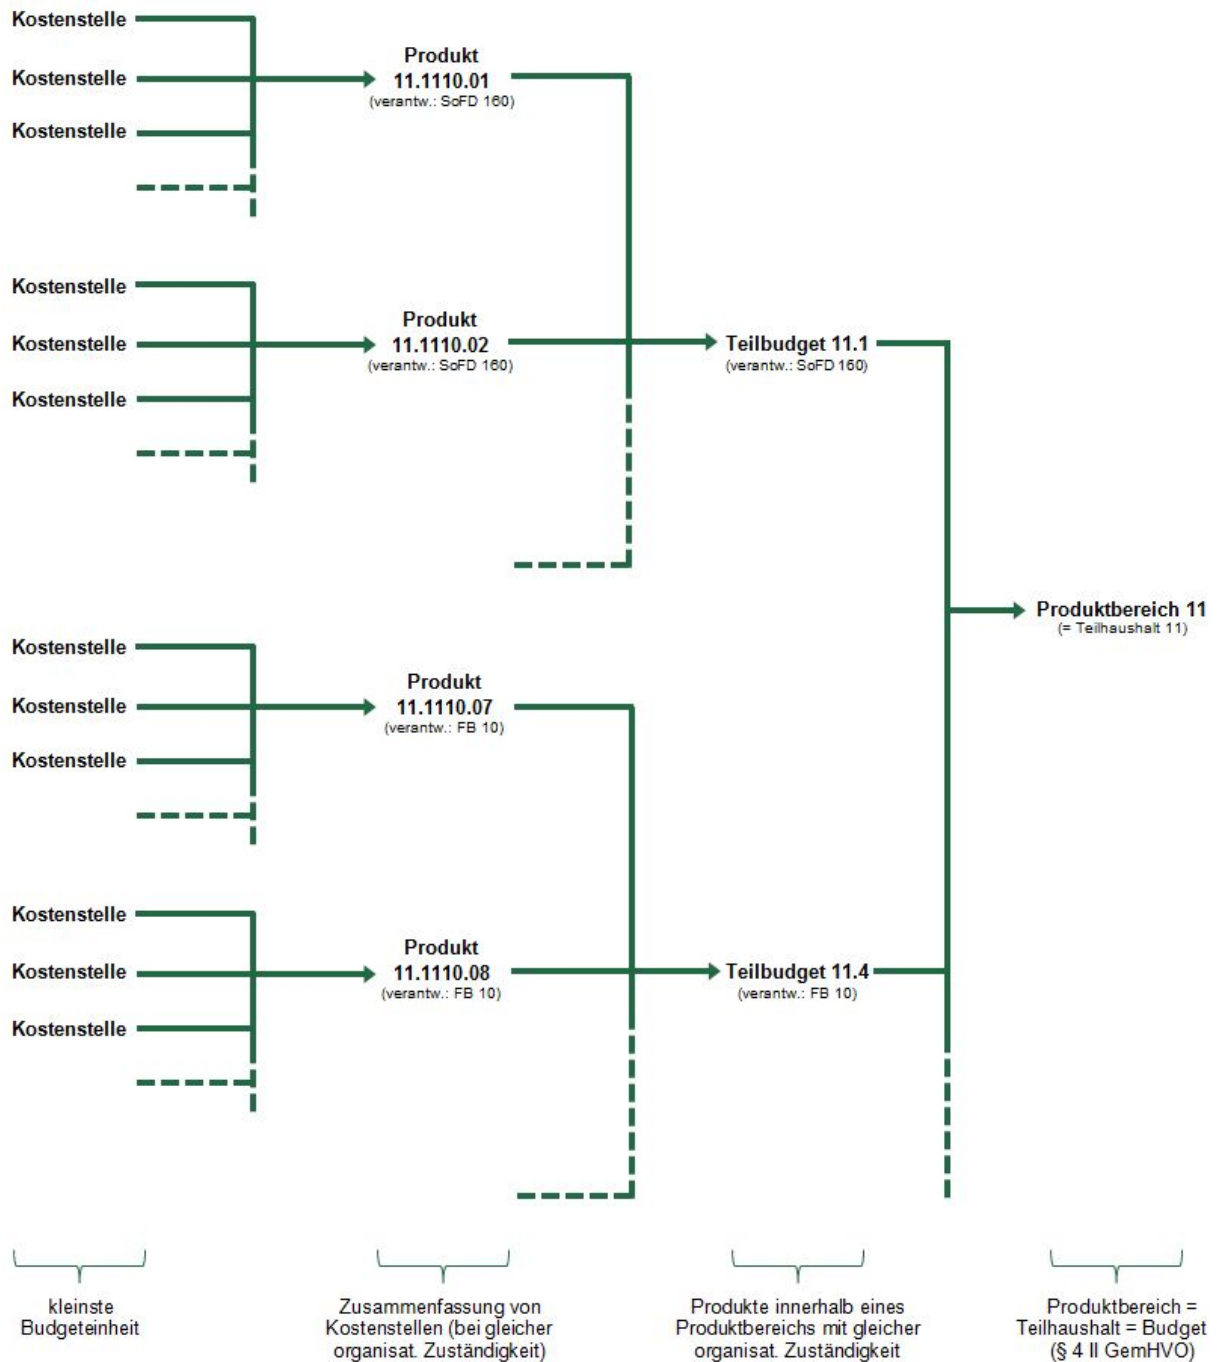 Kostenstelle
Kostenstelle
Kostenstelle
Produkt
11.1110.01
(verantw.: SoFD 160)
Kostenstelle
Kostenstelle
Kostenstelle
Produkt
11.1110.02
(verantw.: SoFD 160)
Teilbudget 11.1
(verantw.: SoFD 160)
Produktbereich 11
(= Teilhaushalt 11)
Kostenstelle
Kostenstelle
Kostenstelle
Produkt
11.1110.07
(verantw.: FB 10)
Kostenstelle
Kostenstelle
Kostenstelle
Produkt
11.1110.08
(verantw.: FB 10)
Teilbudget 11.4
(verantw.: FB 10)
kleinste
Budgeteinheit
Zusammenfassung von
Kostenstellen (bei gleicher
organisat. Zuständigkeit)
Produkte innerhalb eines
Produktbereichs mit gleicher
organisat. Zuständigkeit
Produktbereich =
Teilhaushalt = Budget
(§ 4 II GemHVO)